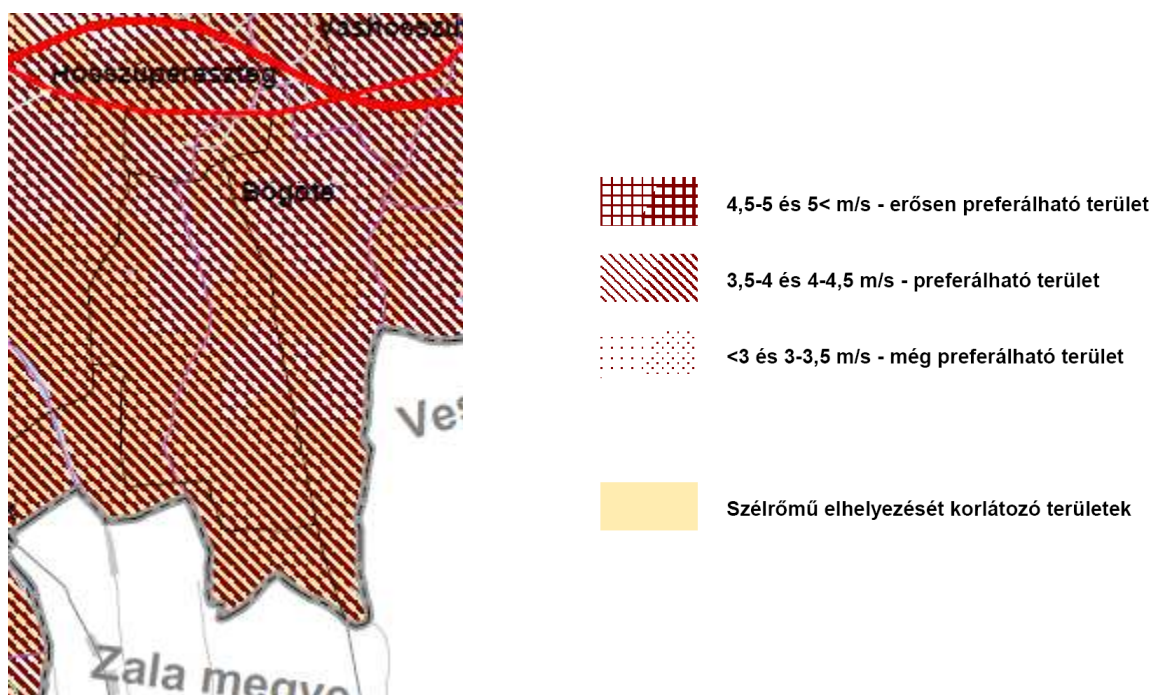 Hosszúpereszteg
Bögöte
Zala megye
4,5-5 és 5< m/s - erősen preferálható terület
3,5-4 és 4-4,5 m/s - preferálható terület
<3 és 3-3,5 m/s - még preferálható terület
Szélrőmű elhelyezését korlátozó területek